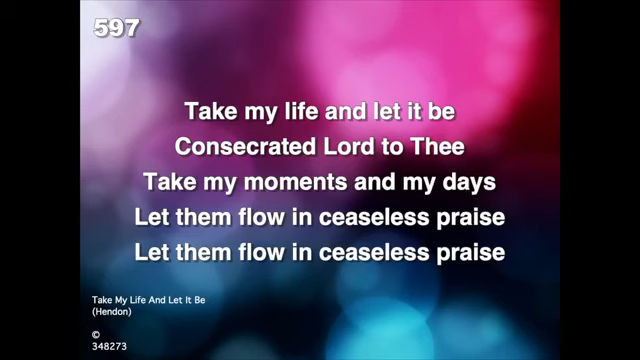 597
Take my life and let it be
Consecrated Lord to Thee
Take my moments and my days
Let them flow in ceaseless praise
Let them flow in ceaseless praise
Take My Life And Let It Be
(Hendon)
©
348273